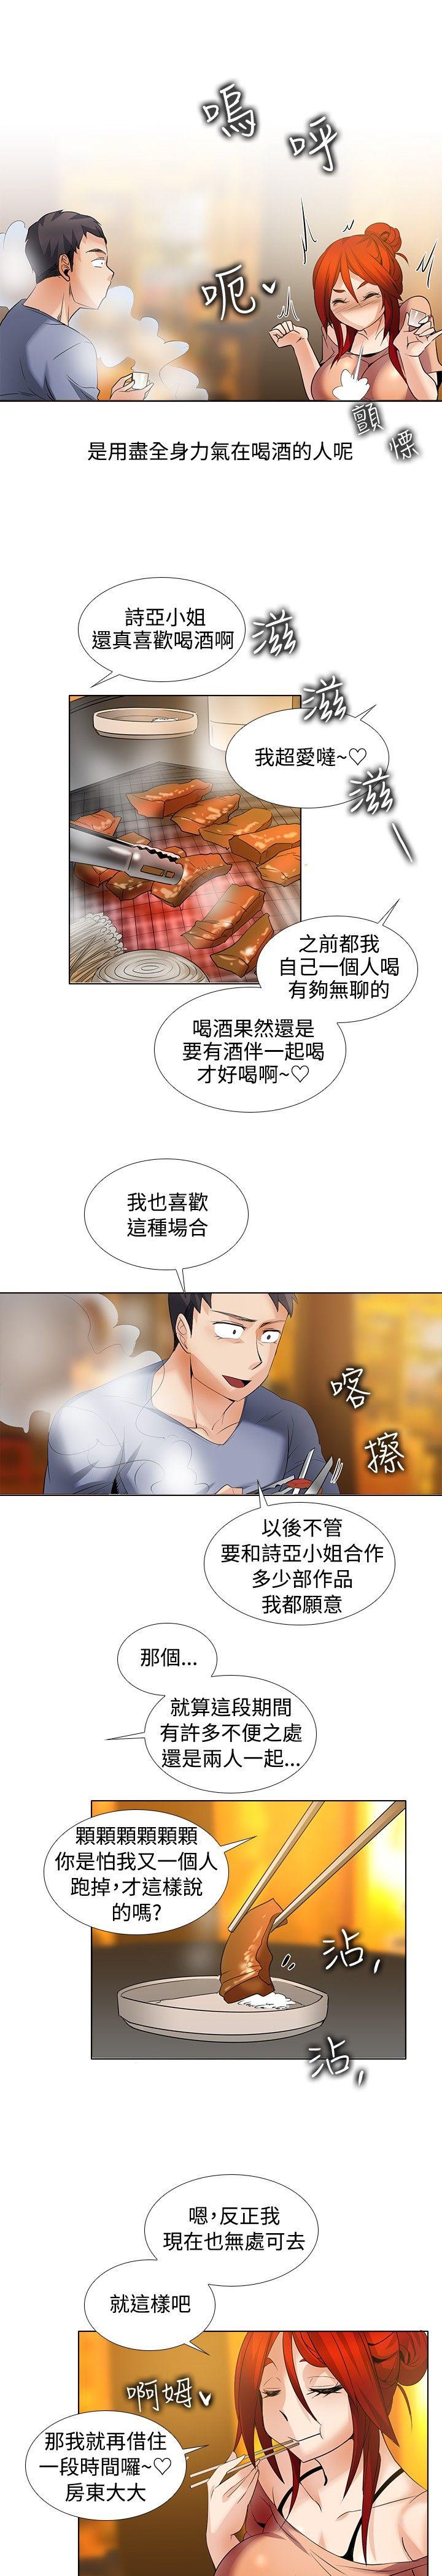 嗚
呼
呃
顫
慄
是用盡全身力氣在喝酒的人呢
詩亞小姐
還真喜歡喝酒啊
滋
滋
滋
我超愛噠~♡
之前都我
自己一個人喝
有夠無聊的
喝酒果然還是
要有酒伴一起喝
才好喝啊~♡
我也喜歡
這種場合
喀
擦
以後不管
要和詩亞小姐合作
多少部作品
我都願意
那個...
就算這段期間
有許多不便之處
還是兩人一起...
顆顆顆顆顆顆
你是怕我又一個人
跑掉,才這樣說
的嗎?
沾,
沾,
嗯,反正我
現在也無處可去
就這樣吧
啊姆
那我就再借住
一段時間囉~♡
房東大大